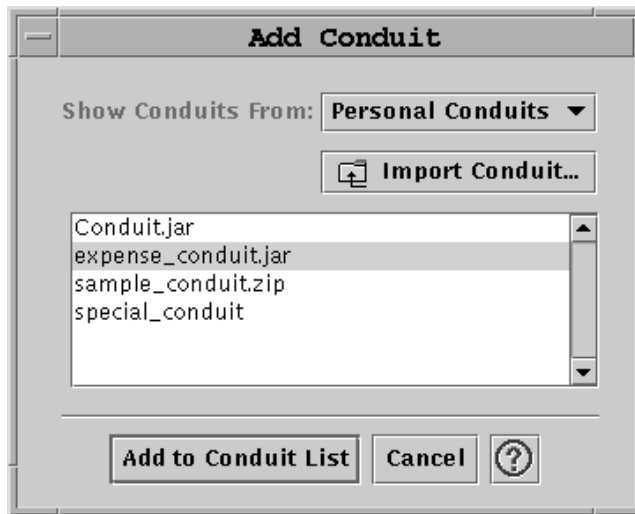 Add Conduit
Show Conduits From: Personal Conduits
Import Conduit...
Conduit.jar
expense_conduit.jar
sample_conduit.zip
special_conduit
Add to Conduit List Cancel ?